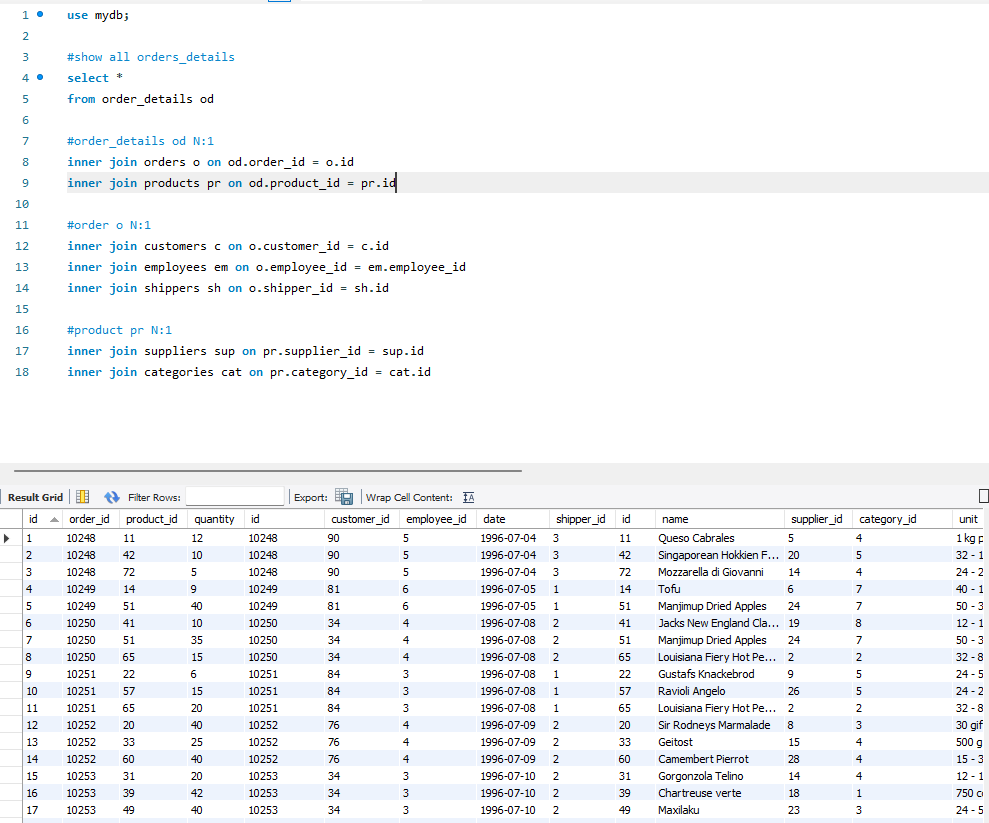 1 use mydb;
2
3 #show all orders_details
4 select *
5 from order_details od
6
7 #order_details od N:1
8 inner join orders o on od.order_id = o.id
9 inner join products pr on od.product_id = pr.id
10
11 #order o N:1
12 inner join customers c on o.customer_id = c.id
13 inner join employees em on o.employee_id = em.employee_id
14 inner join shippers sh on o.shipper_id = sh.id
15
16 #product pr N:1
17 inner join suppliers sup on pr.supplier_id = sup.id
18 inner join categories cat on pr.category_id = cat.id
Result Grid Filter Rows: Export: Wrap Cell Content: IA
id order_id product_id quantity id customer_id employee_id date shipper_id id name supplier_id category_id unit
1 10248 11 12 10248 90 5 1996-07-04 3 11 Queso Cabrales 5 4 1 kg p
2 10248 42 10 10248 90 5 1996-07-04 3 42 Singaporean Hokkien F... 20 5 32 - 1
3 10248 72 5 10248 90 5 1996-07-04 3 72 Mozzarella di Giovanni 14 4 24 - 2
4 10249 14 9 10249 81 6 1996-07-05 1 14 Tofu 6 7 40 - 1
5 10249 51 40 10249 81 6 1996-07-05 1 51 Manjimup Dried Apples 24 7 50 - 3
6 10250 41 10 10250 34 4 1996-07-08 2 41 Jacks New England Cla... 19 8 12 - 1
7 10250 51 35 10250 34 4 1996-07-08 2 51 Manjimup Dried Apples 24 7 50 - 3
8 10250 65 15 10250 34 4 1996-07-08 2 65 Louisiana Fiery Hot Pe... 2 2 32 - 8
9 10251 22 6 10251 84 3 1996-07-08 1 22 Gustafs Knackebrod 9 5 24 - 5
10 10251 57 15 10251 84 3 1996-07-08 1 57 Ravioli Angelo 26 5 24 - 2
11 10251 65 20 10251 84 3 1996-07-08 1 65 Louisiana Fiery Hot Pe... 2 2 32 - 8
12 10252 20 40 10252 76 4 1996-07-09 2 20 Sir Rodneys Marmalade 8 3 30 gif
13 10252 33 25 10252 76 4 1996-07-09 2 33 Geitost 15 4 500 g
14 10252 60 40 10252 76 4 1996-07-09 2 60 Camembert Pierrot 28 4 15 - 3
15 10253 31 20 10253 34 3 1996-07-10 2 31 Gorgonzola Telino 14 4 12 - 1
16 10253 39 42 10253 34 3 1996-07-10 2 39 Chartreuse verte 18 1 750 c
17 10253 49 40 10253 34 3 1996-07-10 2 49 Maxilaku 23 3 24 - 5